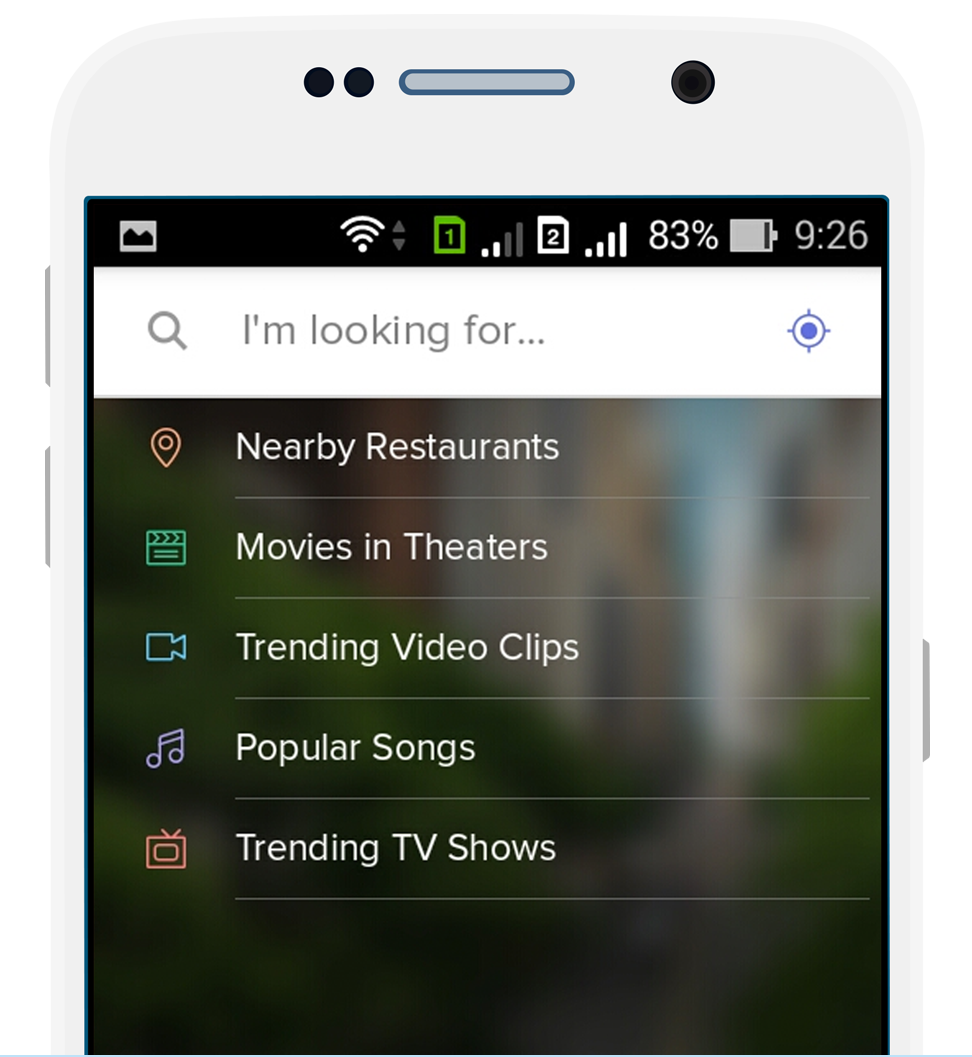 1 2 83% 9:26
I'm looking for...
Nearby Restaurants
Movies in Theaters
Trending Video Clips
Popular Songs
Trending TV Shows